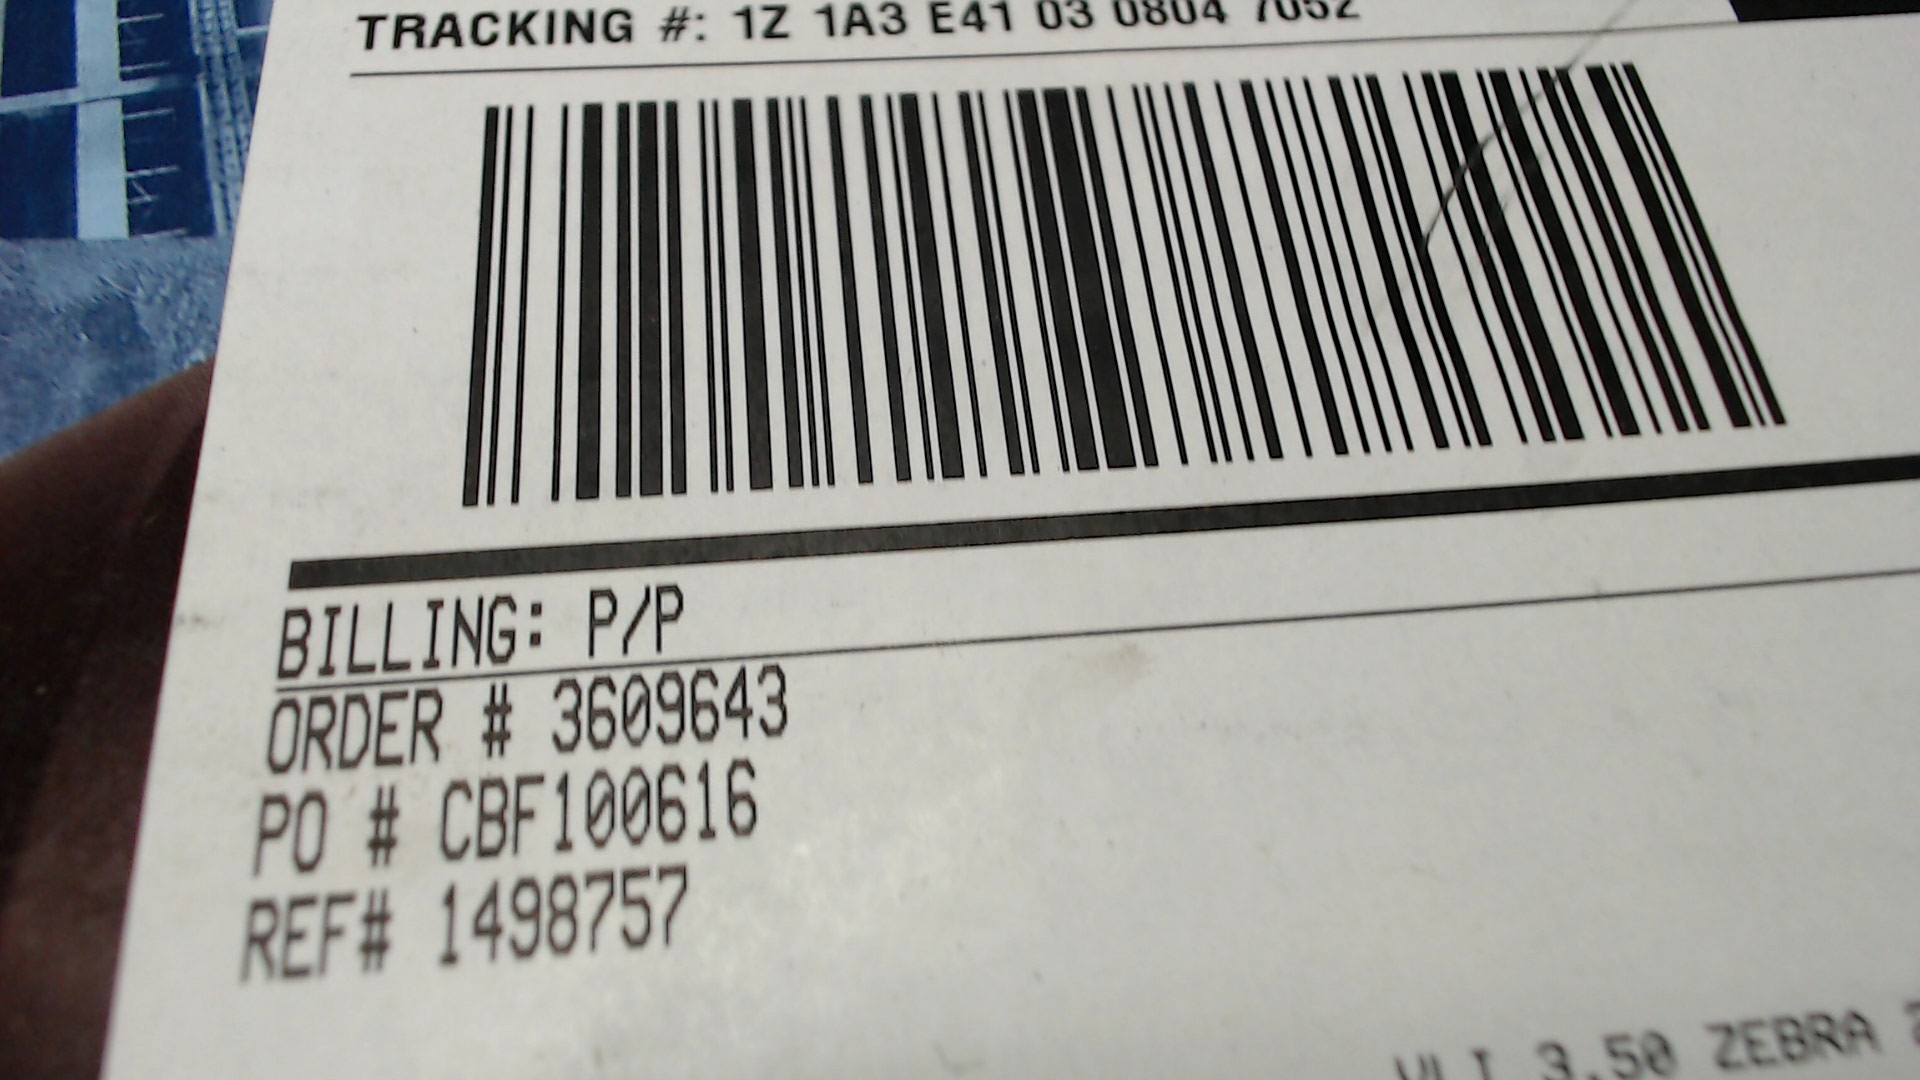 TRACKING #: 1Z 1A3 E41 03 0804 7052
BILLING: P/P
ORDER # 3609643
PO # CBF100616
REF# 1498757
3.50 ZEBRA